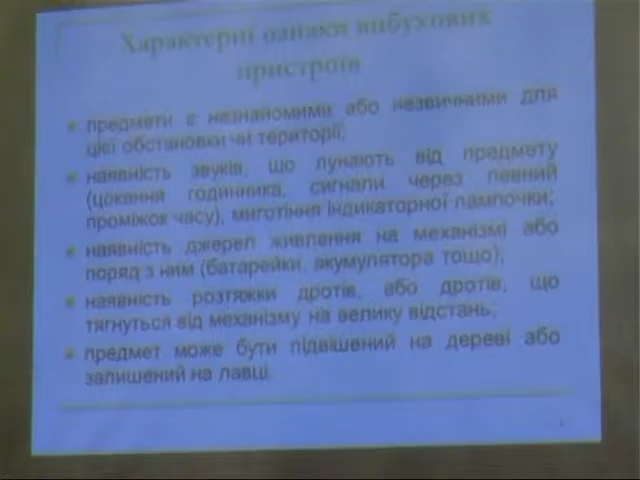 Характерні ознаки вибухових
пристроїв
предмети є незнайомими або незвичними для
цієї обстановки чи території;
наявність звуків, що лунають від предмету
(цокання годинника, сигнали через певний
проміжок часу), миготіння індикаторної лампочки;
наявність джерел живлення на механізмі або
поряд з ним (батарейки, акумулятора тощо),
наявність розтяжки дротів, або дротів, що
тягнуться від механізму на велику відстань;
предмет може бути підвішений на дереві або
залишений на лавці.